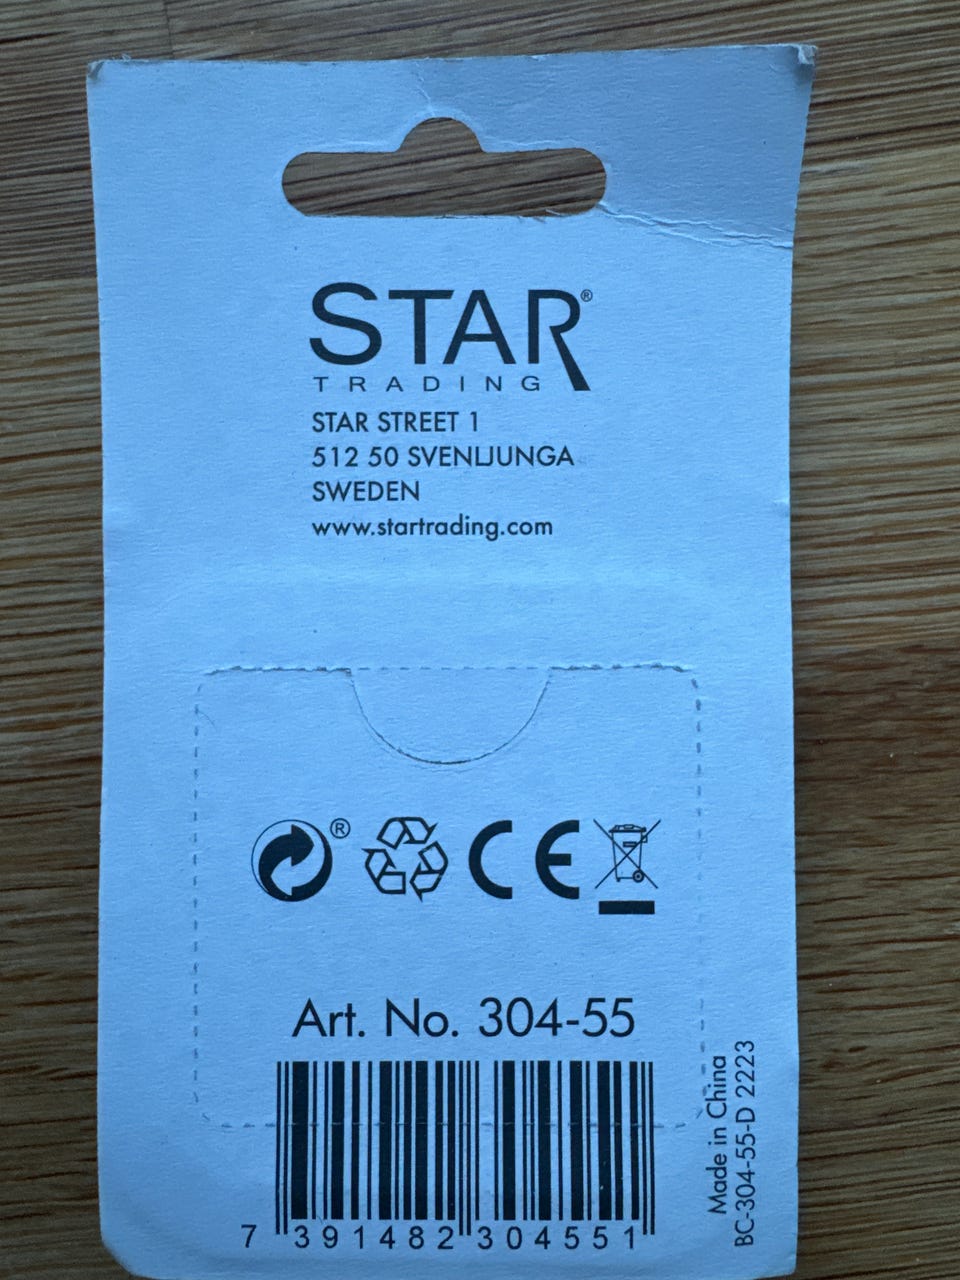 STAR®
TRADING
STAR STREET 1
512 50 SVENLJUNGA
SWEDEN
www.startrading.com
®
CE
Art. No. 304-55
7 391482 304551
Made in China
BC-304-55-D 2223